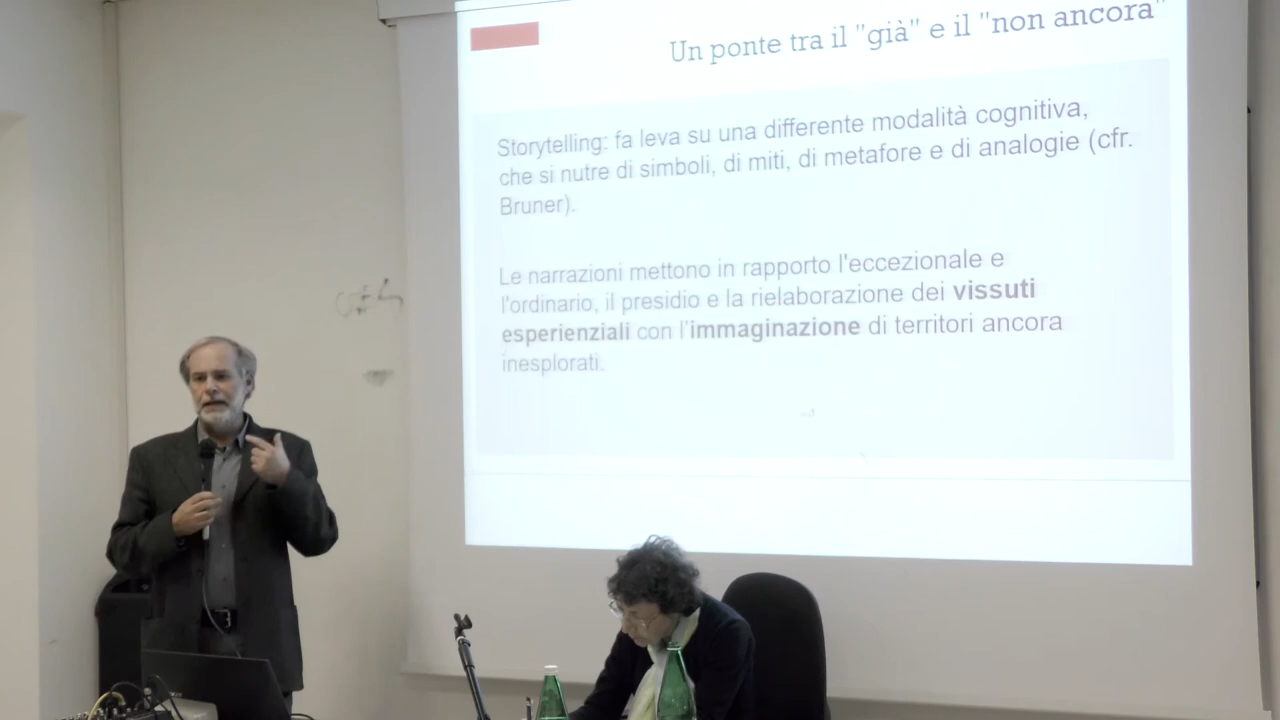 Un ponte tra il "già" e il "non ancora"
Storytelling: fa leva su una differente modalità cognitiva,
che si nutre di simboli, di miti, di metafore e di analogie (cfr.
Bruner).
Le narrazioni mettono in rapporto l'eccezionale e
l'ordinario, il presidio e la rielaborazione dei vissuti
esperienziali con l'immaginazione di territori ancora
inesplorati.